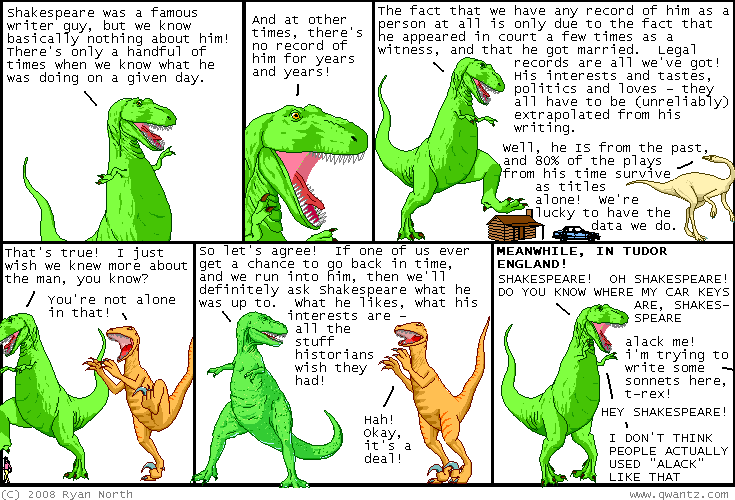 Shakespeare was a famous
writer guy, but we know
basically nothing about him!
There's only a handful of
times when we know what he
was doing on a given day.
And at other
times, there's
no record of
him for years
and years!
The fact that we have any record of him as a
person at all is only due to the fact that
he appeared in court a few times as a
witness, and that he got married. Legal
records are all we've got!
His interests and tastes,
politics and loves - they
all have to be (unreliably)
extrapolated from his
writing.
Well, he IS from the past,
and 80% of the plays
from his time survive
as titles
alone! We're
lucky to have the
data we do.
That's true! I just
wish we knew more about
the man, you know?
You're not alone
in that!
So let's agree! If one of us ever
get a chance to go back in time,
and we run into him, then we'll
definitely ask Shakespeare what he
was up to. What he likes, what his
interests are -
all the
stuff
historians
wish they
had!
Hah!
Okay,
it's a
deal!
MEANWHILE, IN TUDOR
ENGLAND!
SHAKESPEARE! OH SHAKESPEARE!
DO YOU KNOW WHERE MY CAR KEYS
ARE, SHAKES-
SPEARE
alack me!
i'm trying to
write some
sonnets here,
t-rex!
HEY SHAKESPEARE!
I DON'T THINK
PEOPLE ACTUALLY
USED "ALACK"
LIKE THAT
(C) 2008 Ryan North
www.qwantz.com